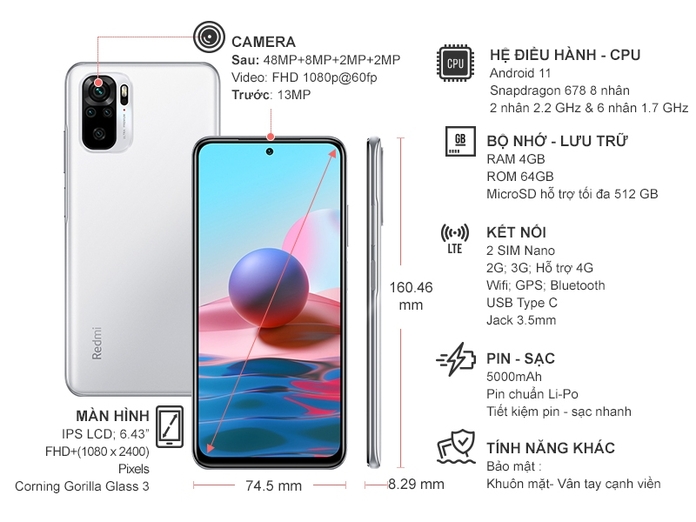 CAMERA
Sau: 48MP+8MP+2MP+2MP
Video: FHD 1080p@60fp
Trước: 13MP
Redmi
MÀN HÌNH
IPS LCD; 6.43”
FHD+(1080 x 2400)
Pixels
Corning Gorilla Glass 3
160.46
mm
74.5 mm
8.29 mm
CPU
HỆ ĐIỀU HÀNH - CPU
Android 11
Snapdragon 678 8 nhân
2 nhân 2.2 GHz & 6 nhân 1.7 GHz
GB
BỘ NHỚ - LƯU TRỮ
RAM 4GB
ROM 64GB
MicroSD hỗ trợ tối đa 512 GB
LTE
KẾT NỐI
2 SIM Nano
2G; 3G; Hỗ trợ 4G
Wifi; GPS; Bluetooth
USB Type C
Jack 3.5mm
PIN - SẠC
5000mAh
Pin chuẩn Li-Po
Tiết kiệm pin - sạc nhanh
TÍNH NĂNG KHÁC
Bảo mật :
Khuôn mặt- Vân tay cạnh viền